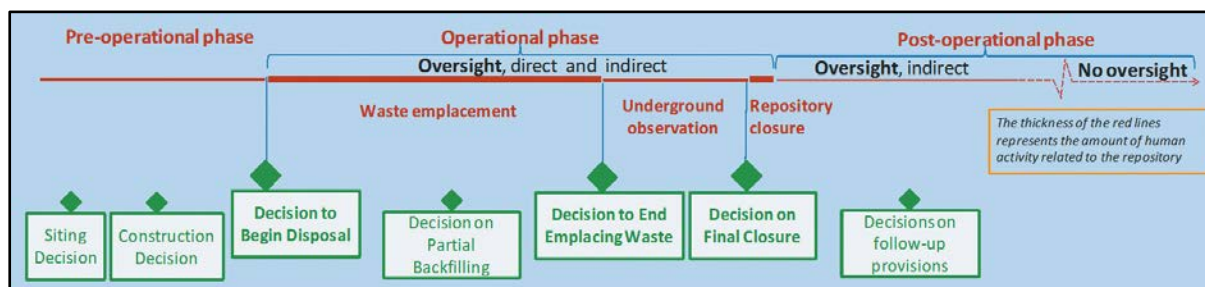 Pre-operational phase
Operational phase
Post-operational phase
Oversight, direct and indirect
Oversight, indirect
No oversight
Waste emplacement
Underground
observation
Repository
closure
The thickness of the red lines
represents the amount of human
activity related to the repository
Siting
Decision
Construction
Decision
Decision to
Begin Disposal
Decision on
Partial
Backfilling
Decision to End
Emplacing Waste
Decision on
Final Closure
Decisions on
follow-up
provisions